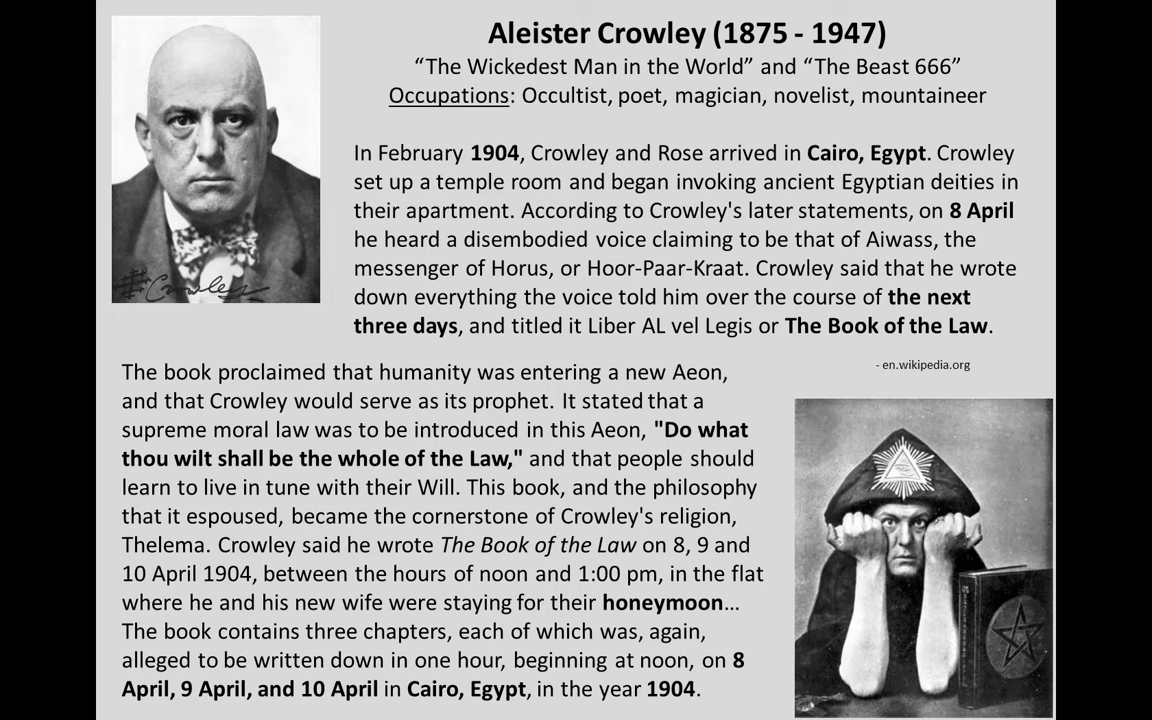 Aleister Crowley (1875 - 1947)
“The Wickedest Man in the World” and “The Beast 666”
Occupations: Occultist, poet, magician, novelist, mountaineer
In February 1904, Crowley and Rose arrived in Cairo, Egypt. Crowley
set up a temple room and began invoking ancient Egyptian deities in
their apartment. According to Crowley's later statements, on 8 April
he heard a disembodied voice claiming to be that of Aiwass, the
messenger of Horus, or Hoor-Paar-Kraat. Crowley said that he wrote
down everything the voice told him over the course of the next
three days, and titled it Liber AL vel Legis or The Book of the Law.
- en.wikipedia.org
Crowley
The book proclaimed that humanity was entering a new Aeon,
and that Crowley would serve as its prophet. It stated that a
supreme moral law was to be introduced in this Aeon, "Do what
thou wilt shall be the whole of the Law," and that people should
learn to live in tune with their Will. This book, and the philosophy
that it espoused, became the cornerstone of Crowley's religion,
Thelema. Crowley said he wrote The Book of the Law on 8, 9 and
10 April 1904, between the hours of noon and 1:00 pm, in the flat
where he and his new wife were staying for their honeymoon…
The book contains three chapters, each of which was, again,
alleged to be written down in one hour, beginning at noon, on 8
April, 9 April, and 10 April in Cairo, Egypt, in the year 1904.